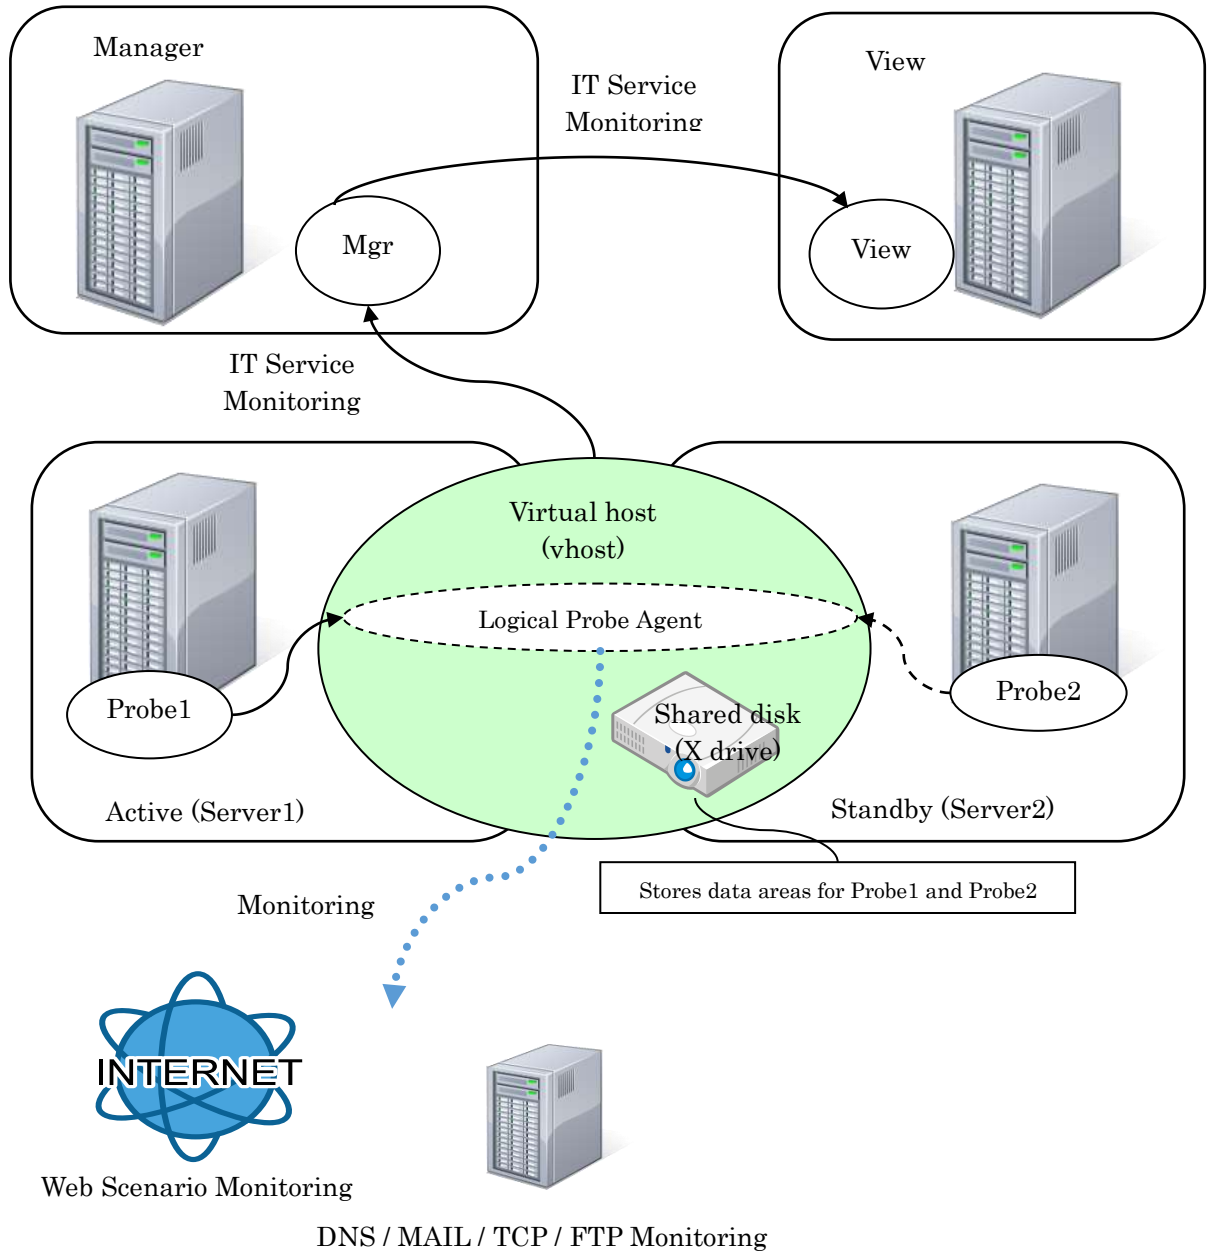 Manager
View
IT Service
Monitoring
Mgr
View
IT Service
Monitoring
Virtual host
(vhost)
Logical Probe Agent
Probe1
Probe2
Shared disk
(X drive)
Active (Server1)
Standby (Server2)
Stores data areas for Probe1 and Probe2
Monitoring
INTERNET
Web Scenario Monitoring
DNS / MAIL / TCP / FTP Monitoring